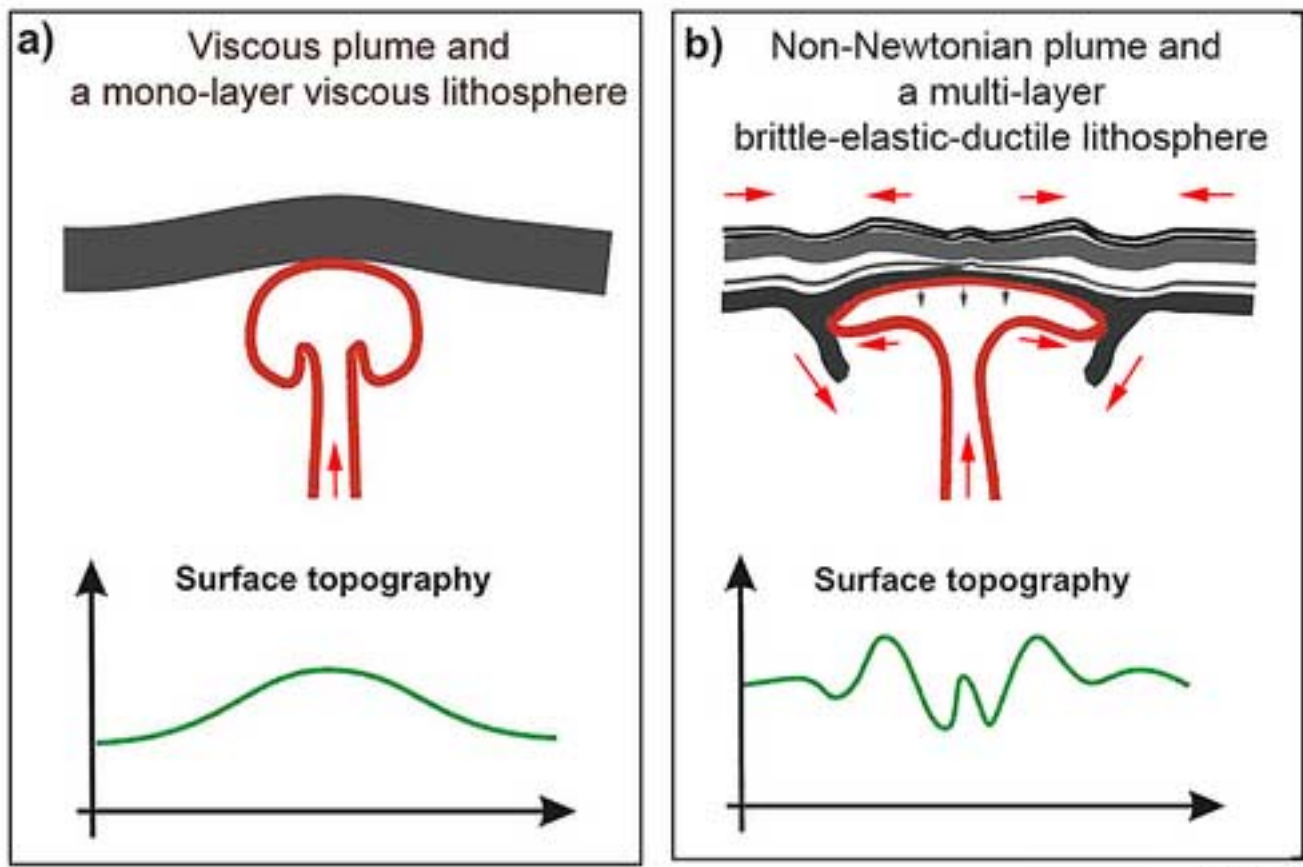 a)
Viscous plume and
a mono-layer viscous lithosphere
Surface topography
b)
Non-Newtonian plume and
a multi-layer
brittle-elastic-ductile lithosphere
Surface topography